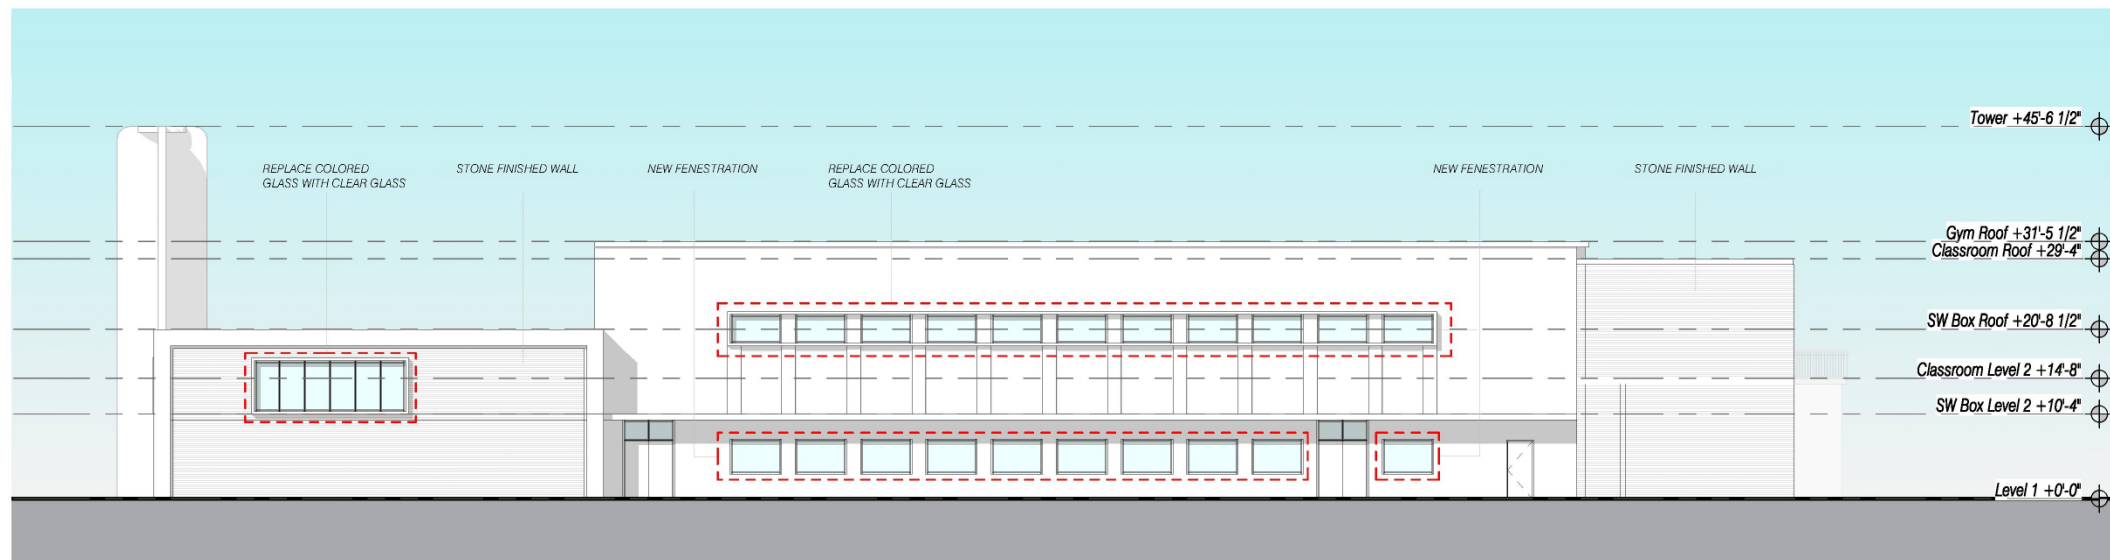 Tower +45'-6 1/2"
REPLACE COLORED
GLASS WITH CLEAR GLASS
STONE FINISHED WALL
NEW FENESTRATION
REPLACE COLORED
GLASS WITH CLEAR GLASS
NEW FENESTRATION
STONE FINISHED WALL
Gym Roof +31'-5 1/2"
Classroom Roof +29'-4"
SW Box Roof +20'-8 1/2"
Classroom Level 2 +14'-8"
SW Box Level 2 +10'-4"
Level 1 +0'-0"